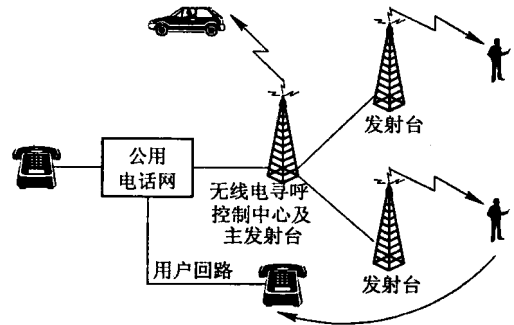 发射台
公用
电话网
无线电寻呼
控制中心及
主发射台
用户回路
发射台